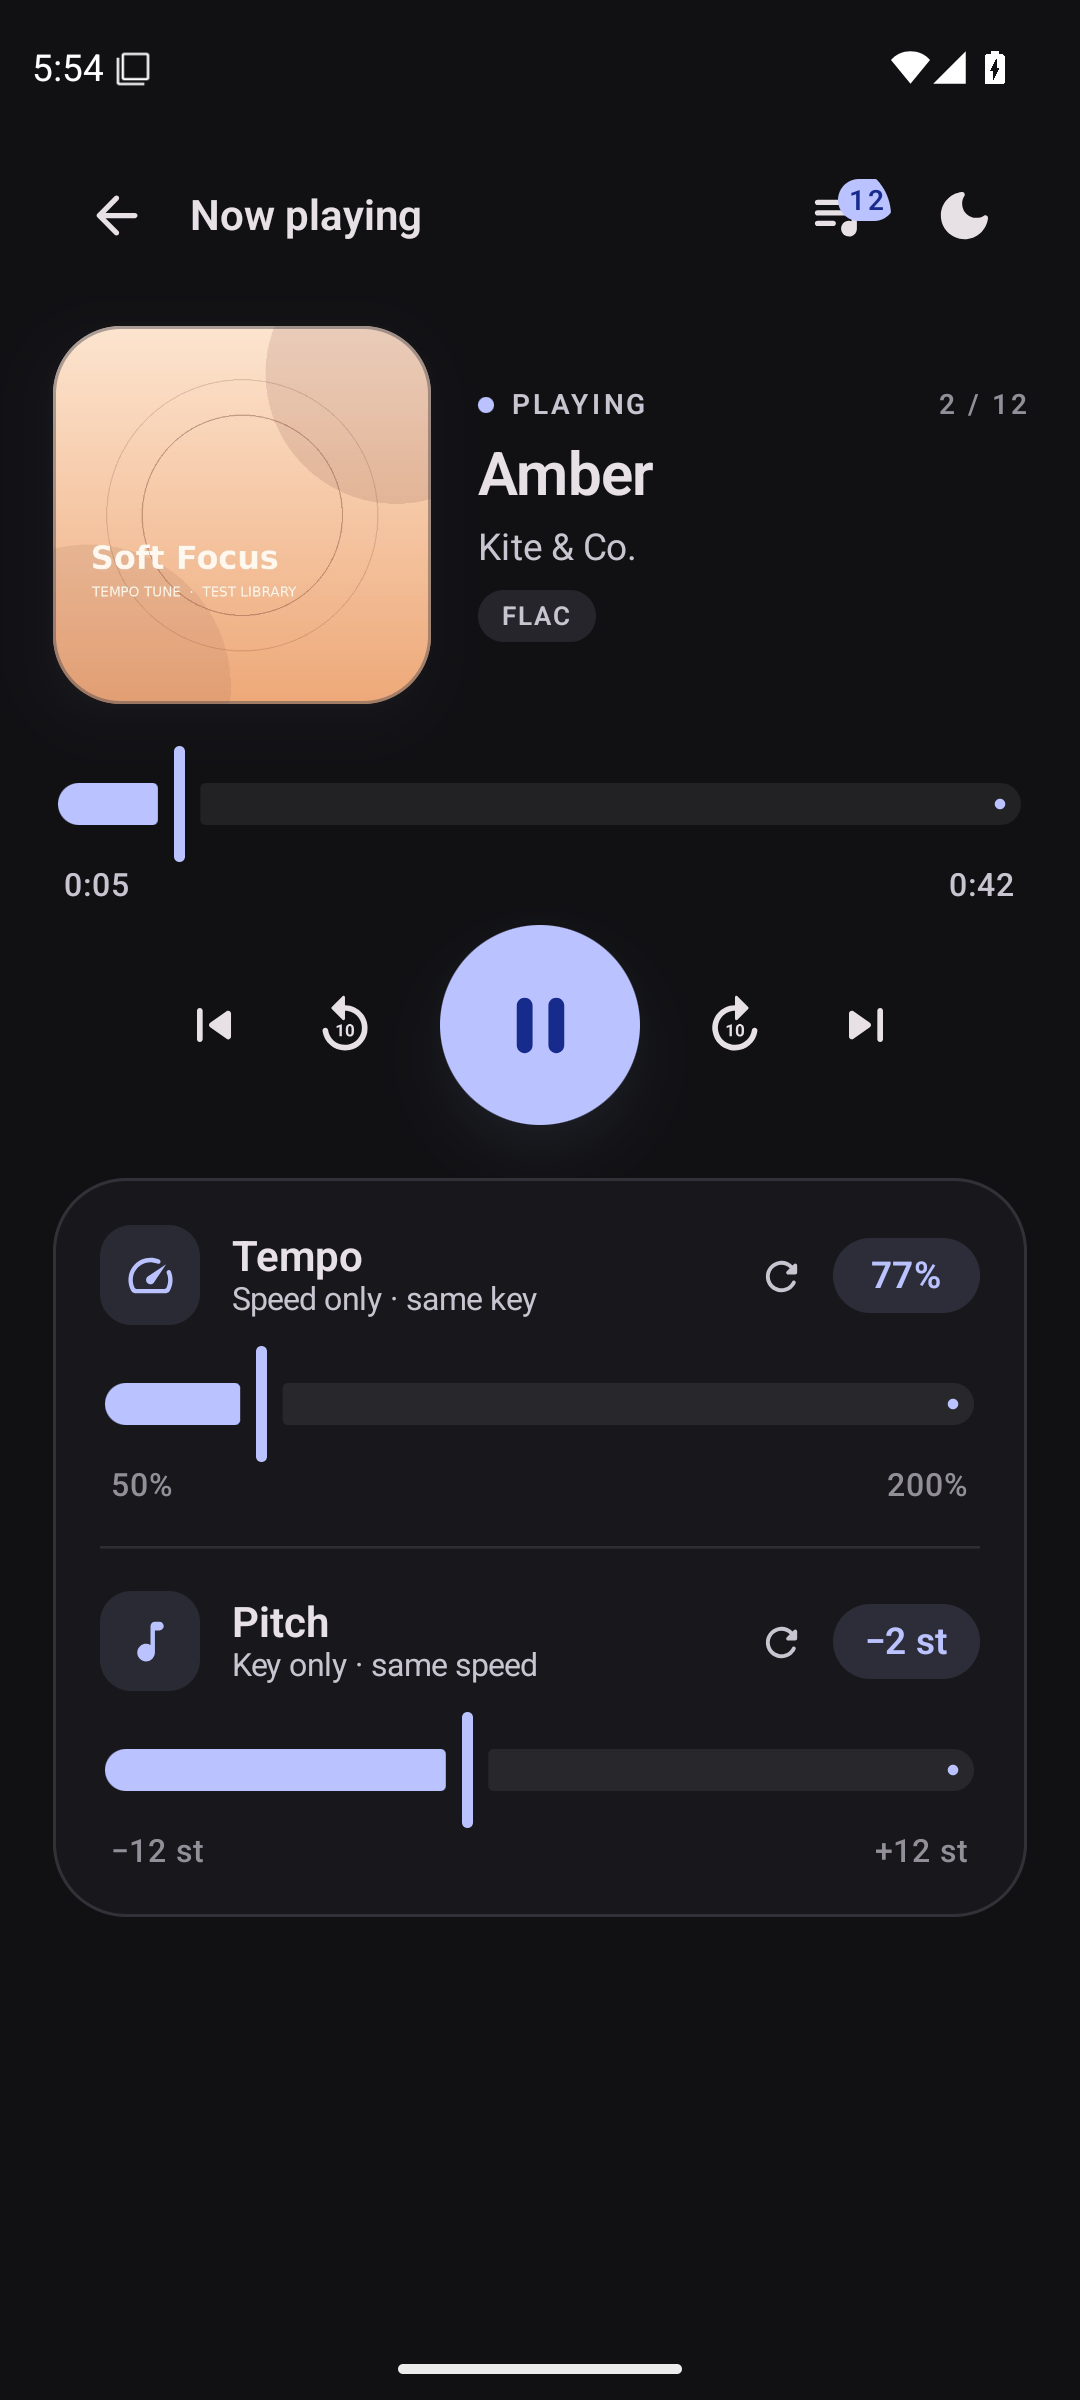 5:54
Now playing
12
Soft Focus
TEMPO TUNE · TEST LIBRARY
PLAYING
2 / 12
Amber
Kite & Co.
FLAC
0:05
0:42
10
10
Tempo
Speed only · same key
77%
50%
200%
Pitch
Key only · same speed
−2 st
−12 st
+12 st